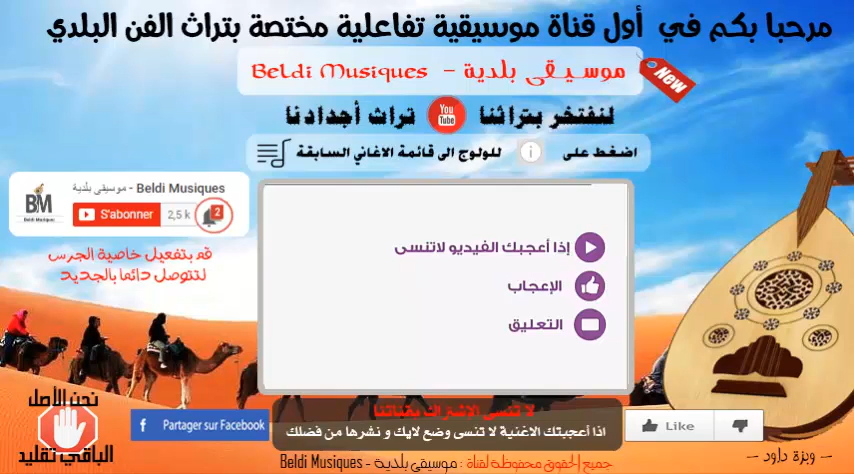 مرحبا بكم في أول قناة موسيقية تفاعلية مختصة بتراث الفن البلدي
موسيقى بلدية - Beldi Musiques
New
لنفتخر بتراثنا You Tube تراث أجدادنا
اضغط على i للولوج الى قائمة الاغاني السابقة
BM
Beldi Musiques
موسيقى بلدية - Beldi Musiques
S'abonner 2,5 k 2
قم بتفعيل خاصية الجرس
لتتوصل دائما بالجديد
إذا أعجبك الفيديو لاتنسى
الإعجاب
التعليق
نحن الأصل
الباقي تقليد
f Partager sur Facebook
لا تنسى الإشتراك بقناتنا
اذا أعجبتك الاغنية لا تنسى وضع لايك و نشرها من فضلك
Like
جميع الحقوق محفوظة لقناة : موسيقى بلدية - Beldi Musiques
- ويزة داود -